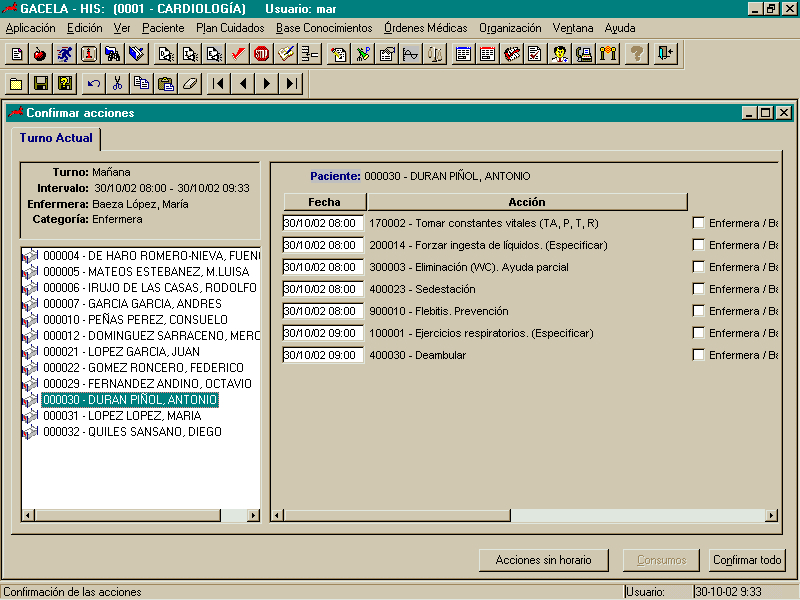 GACELA - HIS: (0001 - CARDIOLOGÍA) Usuario: mar
Aplicación Edición Ver Paciente Plan Cuidados Base Conocimientos Órdenes Médicas Organización Ventana Ayuda
Confirmar acciones
Turno Actual
Turno: Mañana
Intervalo: 30/10/02 08:00 - 30/10/02 09:33
Enfermera: Baeza López, María
Categoría: Enfermera
000004 - DE HARO ROMERO-NIEVA, FUEN
000005 - MATEOS ESTEBANEZ, M.LUISA
000006 - IRUJO DE LAS CASAS, RODOLFO
000007 - GARCIA GARCIA, ANDRES
000010 - PEÑAS PEREZ, CONSUELO
000012 - DOMINGUEZ SARRACENO, MERC
000021 - LOPEZ GARCIA, JUAN
000022 - GOMEZ RONCERO, FEDERICO
000029 - FERNANDEZ ANDINO, OCTAVIO
000030 - DURAN PIÑOL, ANTONIO
000031 - LOPEZ LOPEZ, MARIA
000032 - QUILES SANSANO, DIEGO
Paciente: 000030 - DURAN PIÑOL, ANTONIO
Fecha Acción
30/10/02 08:00 170002 - Tomar constantes vitales (TA, P, T, R) Enfermera / Ba
30/10/02 08:00 200014 - Forzar ingesta de líquidos. (Especificar) Enfermera / Ba
30/10/02 08:00 300003 - Eliminación (WC). Ayuda parcial Enfermera / Ba
30/10/02 08:00 400023 - Sedestación Enfermera / Ba
30/10/02 08:00 900010 - Flebitis. Prevención Enfermera / Ba
30/10/02 09:00 100001 - Ejercicios respiratorios. (Especificar) Enfermera / Ba
30/10/02 09:00 400030 - Deambular Enfermera / Ba
Acciones sin horario Consumos Confirmar todo
Confirmación de las acciones Usuario: 30-10-02 9:33